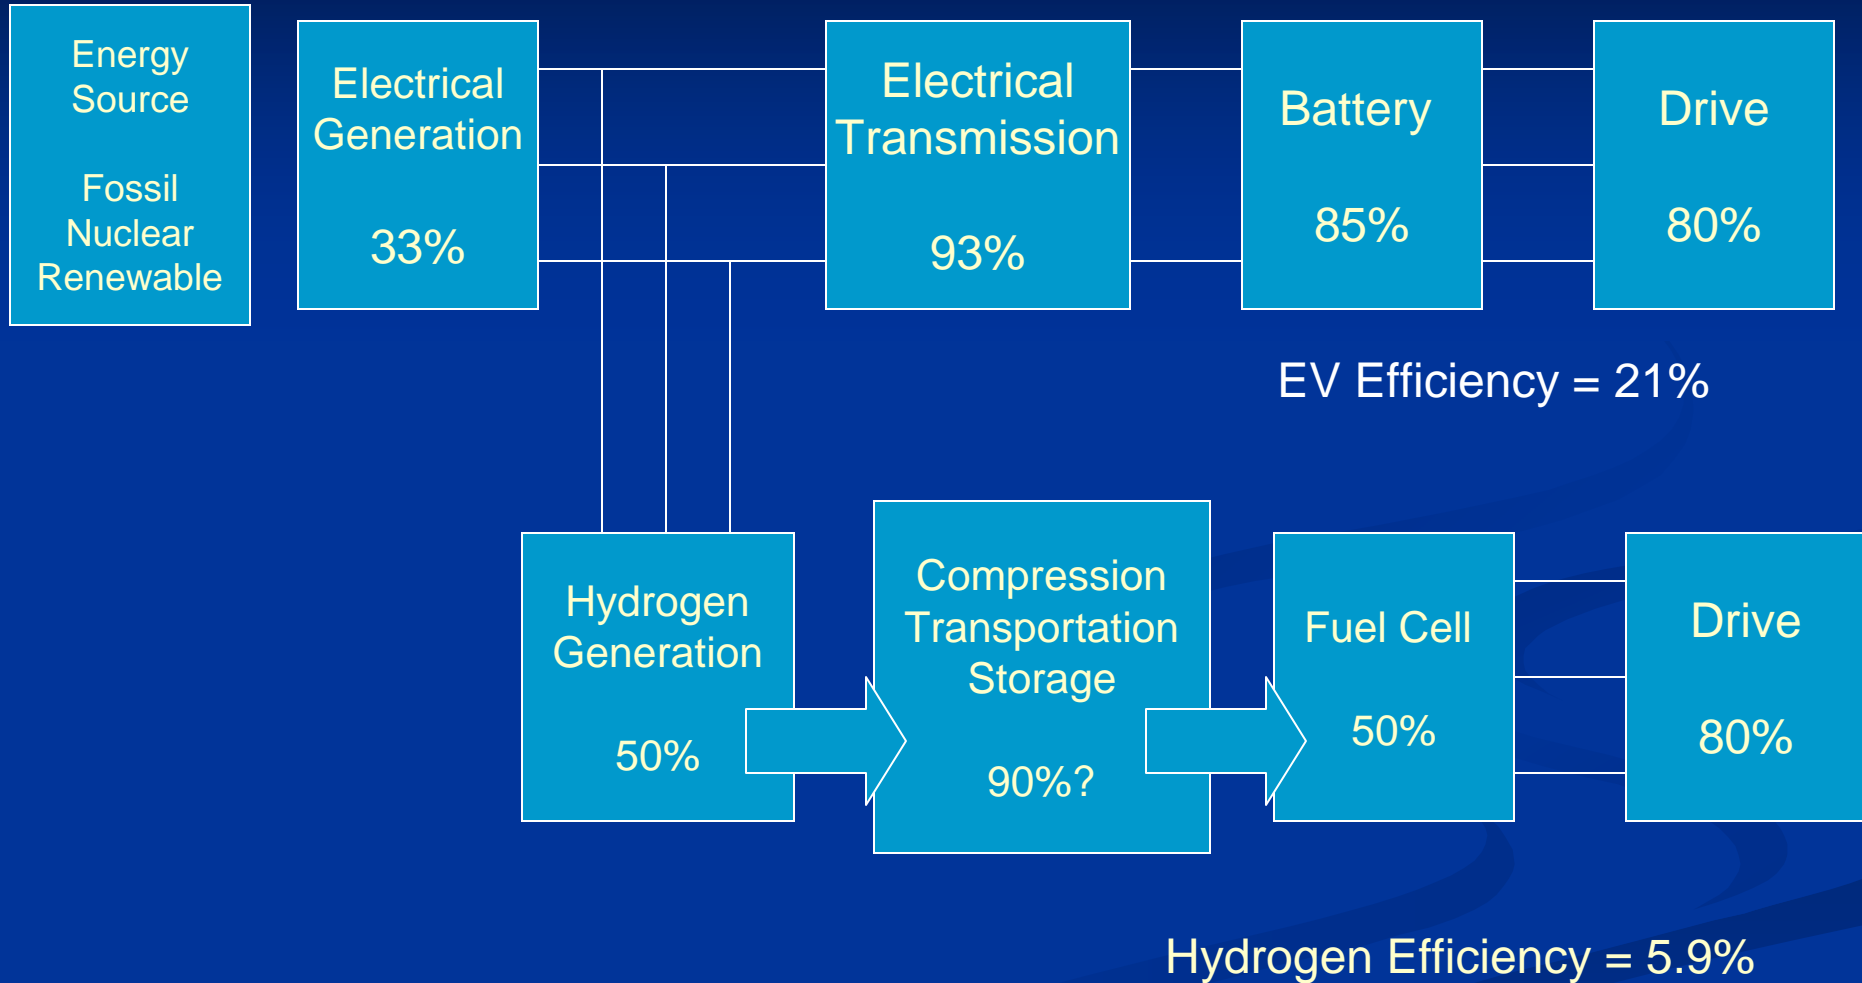 Energy
Source
Fossil
Nuclear
Renewable
Electrical
Generation
33%
Electrical
Transmission
93%
Battery
85%
Drive
80%
EV Efficiency = 21%
Hydrogen
Generation
50%
Compression
Transportation
Storage
90%?
Fuel Cell
50%
Drive
80%
Hydrogen Efficiency = 5.9%